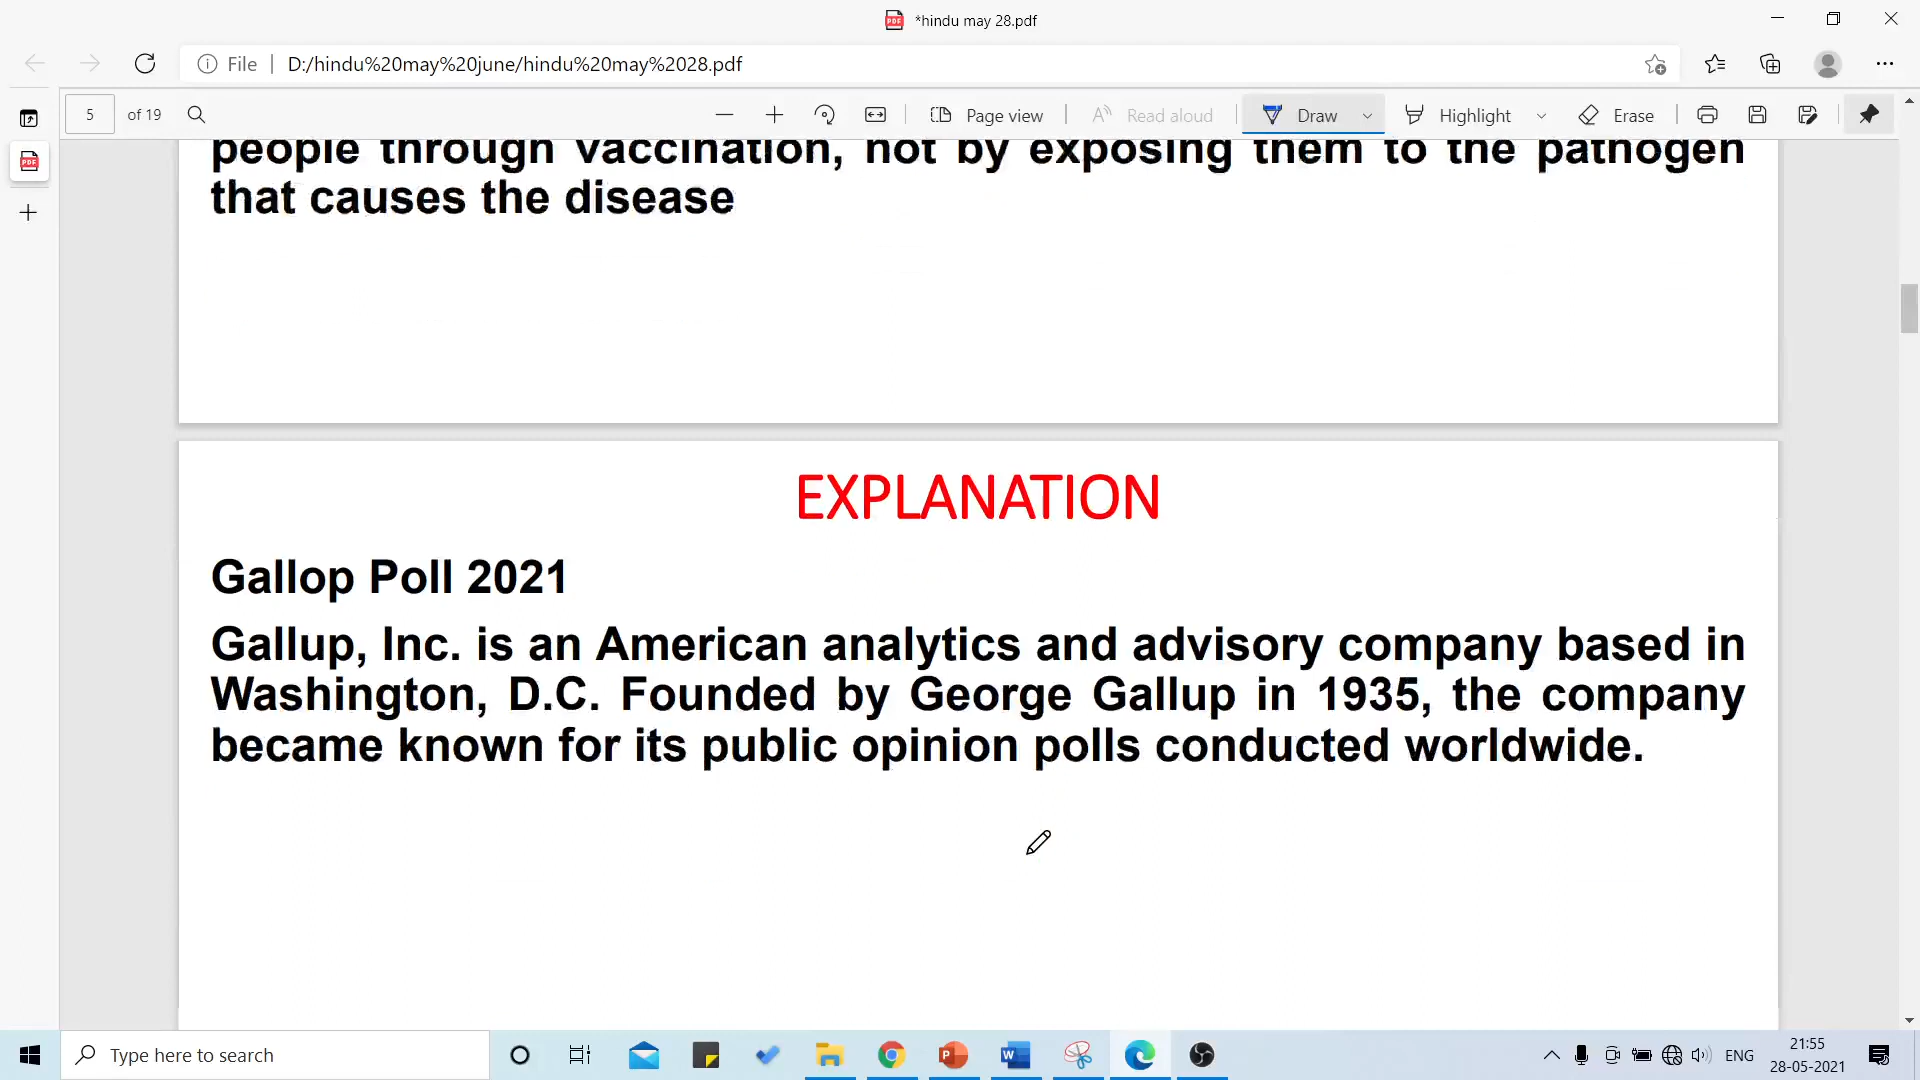 *hindu may 28.pdf
File | D:/hindu%20may%20june/hindu%20may%2028.pdf
5 of 19 Page view Read aloud Draw Highlight Erase
people through vaccination, not by exposing them to the pathogen
that causes the disease
EXPLANATION
Gallop Poll 2021
Gallup, Inc. is an American analytics and advisory company based in
Washington, D.C. Founded by George Gallup in 1935, the company
became known for its public opinion polls conducted worldwide.
Type here to search
ENG
21:55
28-05-2021